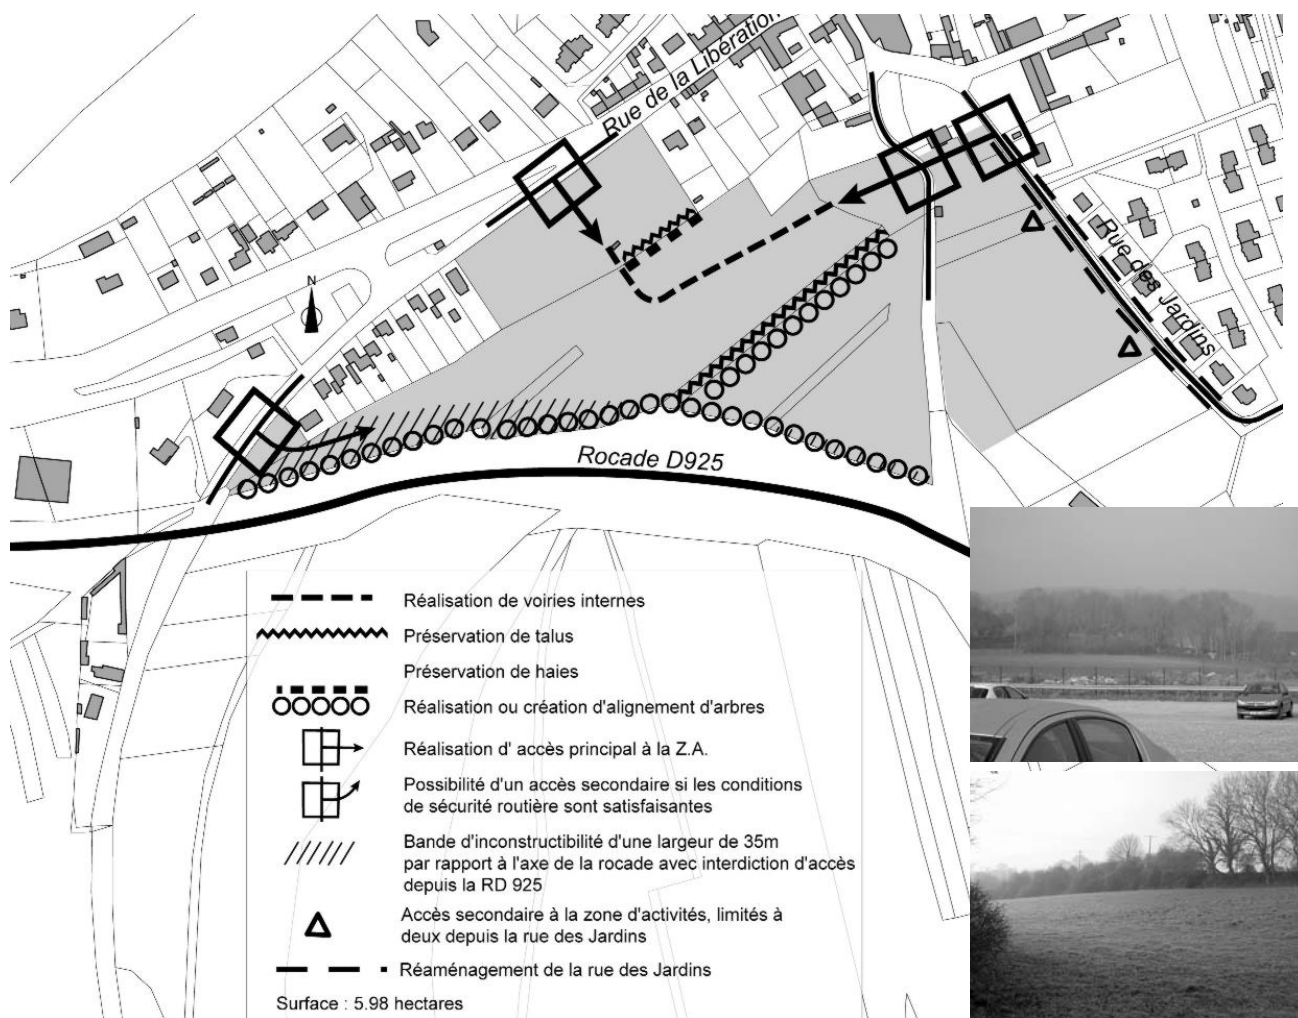 Rue de la Libération
N
Rue des Jardins
Rocade D925
Réalisation de voiries internes
Préservation de talus
Préservation de haies
Réalisation ou création d'alignement d'arbres
Réalisation d' accès principal à la Z.A.
Possibilité d'un accès secondaire si les conditions
de sécurité routière sont satisfaisantes
Bande d'inconstructibilité d'une largeur de 35m
par rapport à l'axe de la rocade avec interdiction d'accès
depuis la RD 925
Accès secondaire à la zone d'activités, limités à
deux depuis la rue des Jardins
Réaménagement de la rue des Jardins
Surface : 5.98 hectares